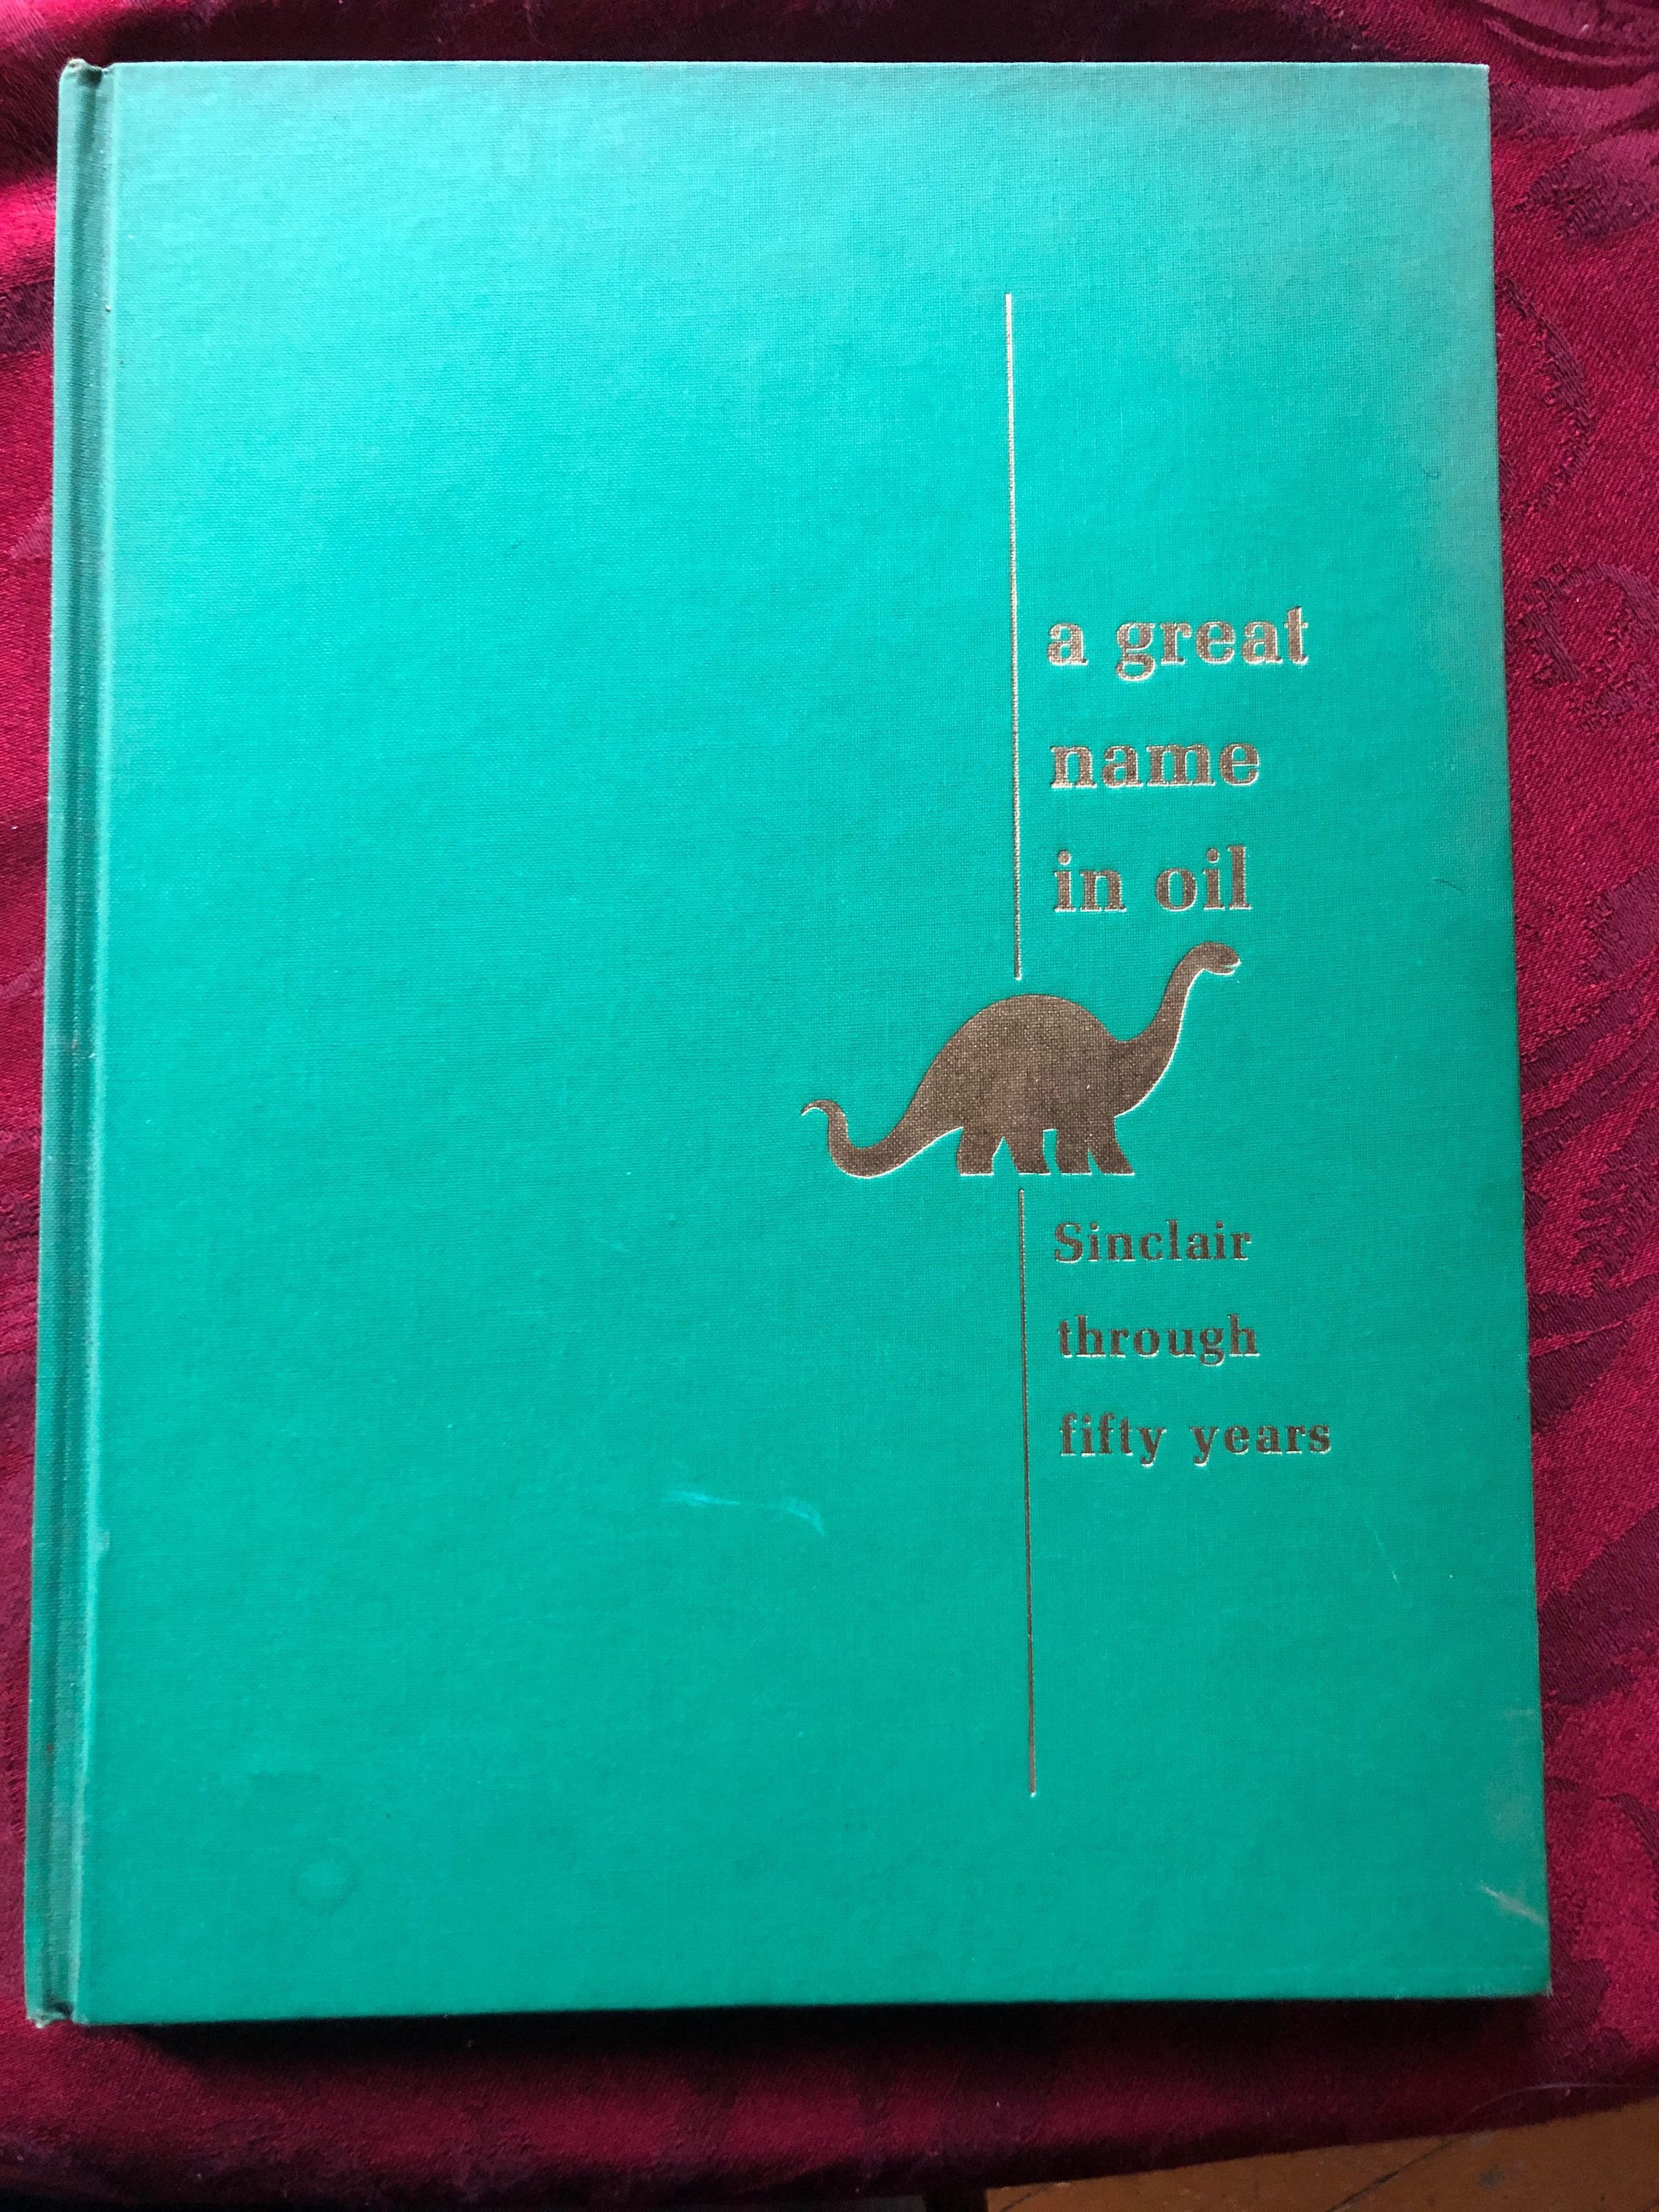 a great
name
in oil
Sinclair
through
fifty years